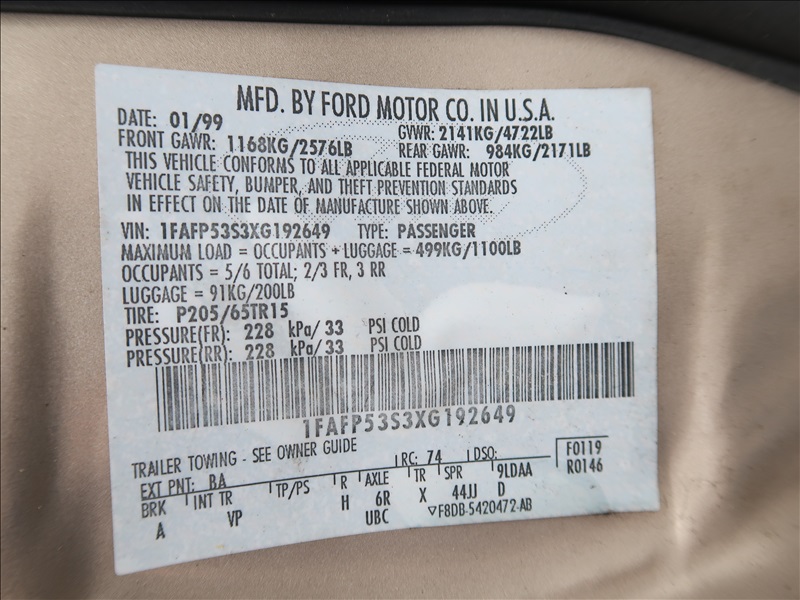 MFD. BY FORD MOTOR CO. IN U.S.A.
DATE: 01/99 GVWR: 2141KG/4722LB
FRONT GAWR: 1168KG/2576LB REAR GAWR: 984KG/2171LB
THIS VEHICLE CONFORMS TO ALL APPLICABLE FEDERAL MOTOR
VEHICLE SAFETY, BUMPER, AND THEFT PREVENTION STANDARDS
IN EFFECT ON THE DATE OF MANUFACTURE SHOWN ABOVE.
VIN: 1FAFP53S3XG192649 TYPE: PASSENGER
MAXIMUM LOAD = OCCUPANTS + LUGGAGE = 499KG/1100LB
OCCUPANTS = 5/6 TOTAL; 2/3 FR, 3 RR
LUGGAGE = 91KG/200LB
TIRE: P205/65TR15
PRESSURE(FR): 228 kPa/ 33 PSI COLD
PRESSURE(RR): 228 kPa/ 33 PSI COLD
1FAFP53S3XG192649
TRAILER TOWING - SEE OWNER GUIDE RC: 74 DSO: F0119
EXT PNT: BA R0146
BRK INT TR TP/PS R AXLE TR SPR 9LDAA
A VP H 6R X 44JJ D
UBC ▽F8DB-5420472-AB